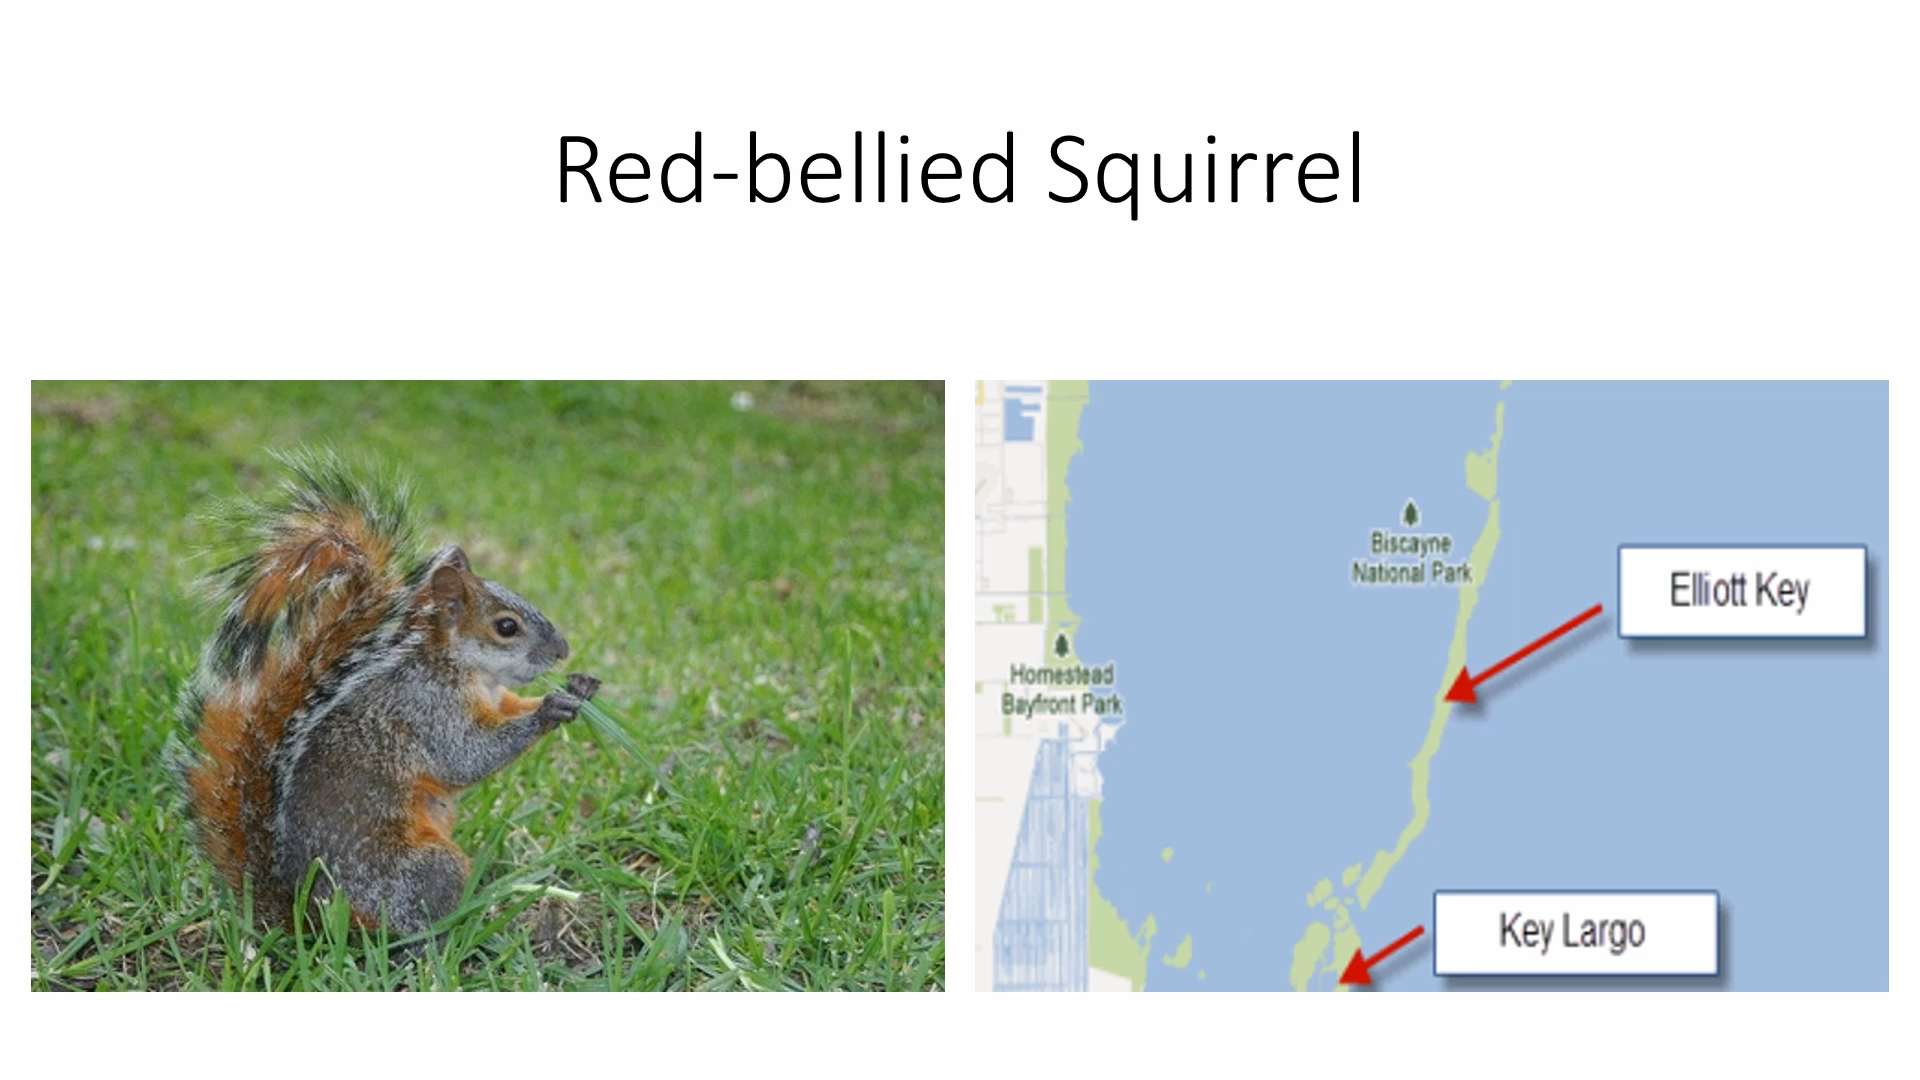 Red-bellied Squirrel
Biscayne
National Park
Elliott Key
Homestead
Bayfront Park
Key Largo